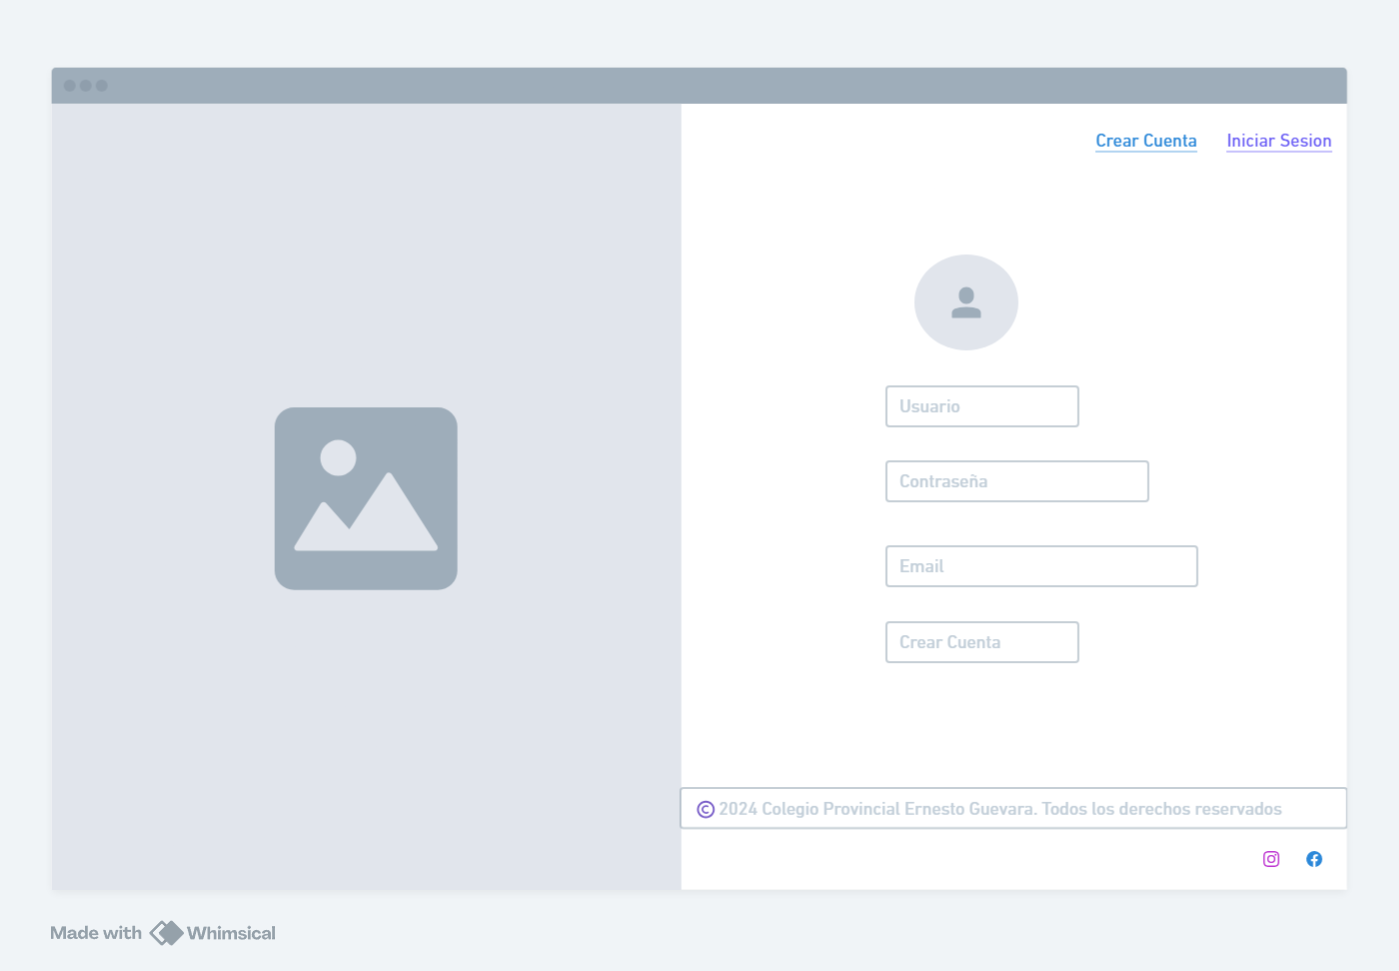 Crear Cuenta Iniciar Sesion
Usuario
Contraseña
Email
Crear Cuenta
© 2024 Colegio Provincial Ernesto Guevara. Todos los derechos reservados
Made with Whimsical